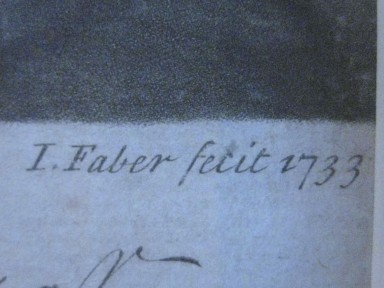 I. Faber fecit 1733